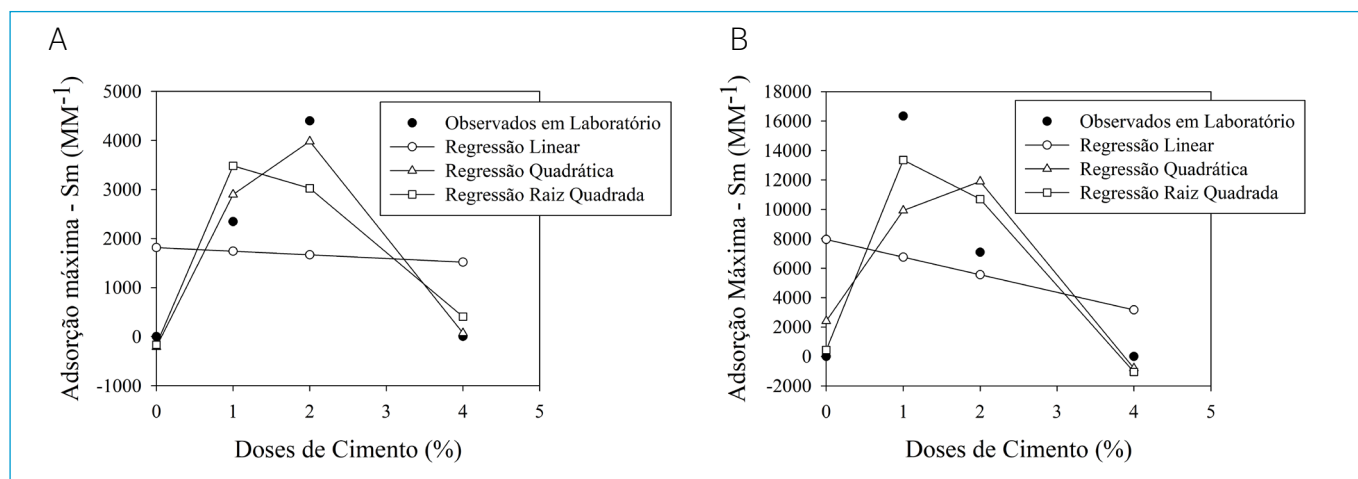 A
Adsorção máxima - Sm (MM-1)
5000
4000
3000
2000
1000
0
-1000
Observados em Laboratório
Regressão Linear
Regressão Quadrática
Regressão Raiz Quadrada
0 1 2 3 4 5
Doses de Cimento (%)
B
Adsorção Máxima - Sm (MM-1)
18000
16000
14000
12000
10000
8000
6000
4000
2000
0
-2000
Observados em Laboratório
Regressão Linear
Regressão Quadrática
Regressão Raiz Quadrada
0 1 2 3 4 5
Doses de Cimento (%)